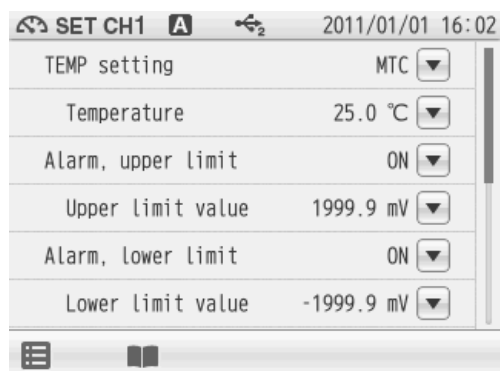 SET CH1 A 2 2011/01/01 16:02
TEMP setting MTC
Temperature 25.0 ℃
Alarm, upper limit ON
Upper limit value 1999.9 mV
Alarm, lower limit ON
Lower limit value -1999.9 mV